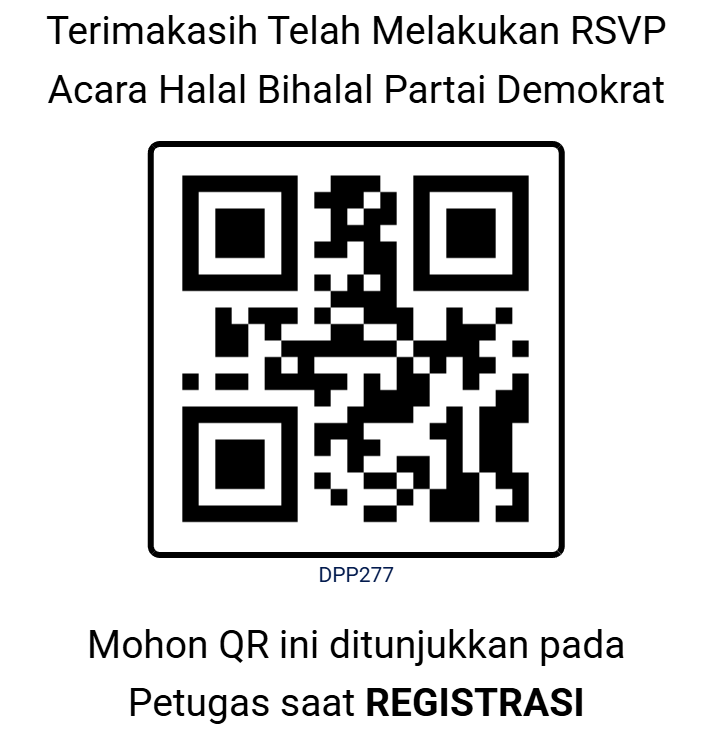 Terimakasih Telah Melakukan RSVP
Acara Halal Bihalal Partai Demokrat
DPP277
Mohon QR ini ditunjukkan pada
Petugas saat REGISTRASI